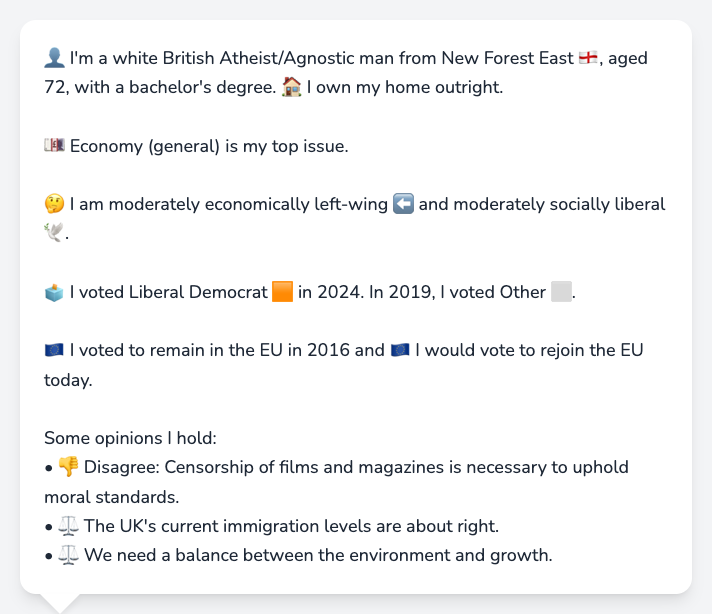 👤 I'm a white British Atheist/Agnostic man from New Forest East 🏴󠁧󠁢󠁥󠁮󠁧󠁿, aged
72, with a bachelor's degree. 🏠 I own my home outright.
💷 Economy (general) is my top issue.
🤔 I am moderately economically left-wing ⬅️ and moderately socially liberal
🕊️.
🗳️ I voted Liberal Democrat 🟧 in 2024. In 2019, I voted Other ⬜.
🇪🇺 I voted to remain in the EU in 2016 and 🇪🇺 I would vote to rejoin the EU
today.
Some opinions I hold:
• 👎 Disagree: Censorship of films and magazines is necessary to uphold
moral standards.
• ⚖️ The UK's current immigration levels are about right.
• ⚖️ We need a balance between the environment and growth.